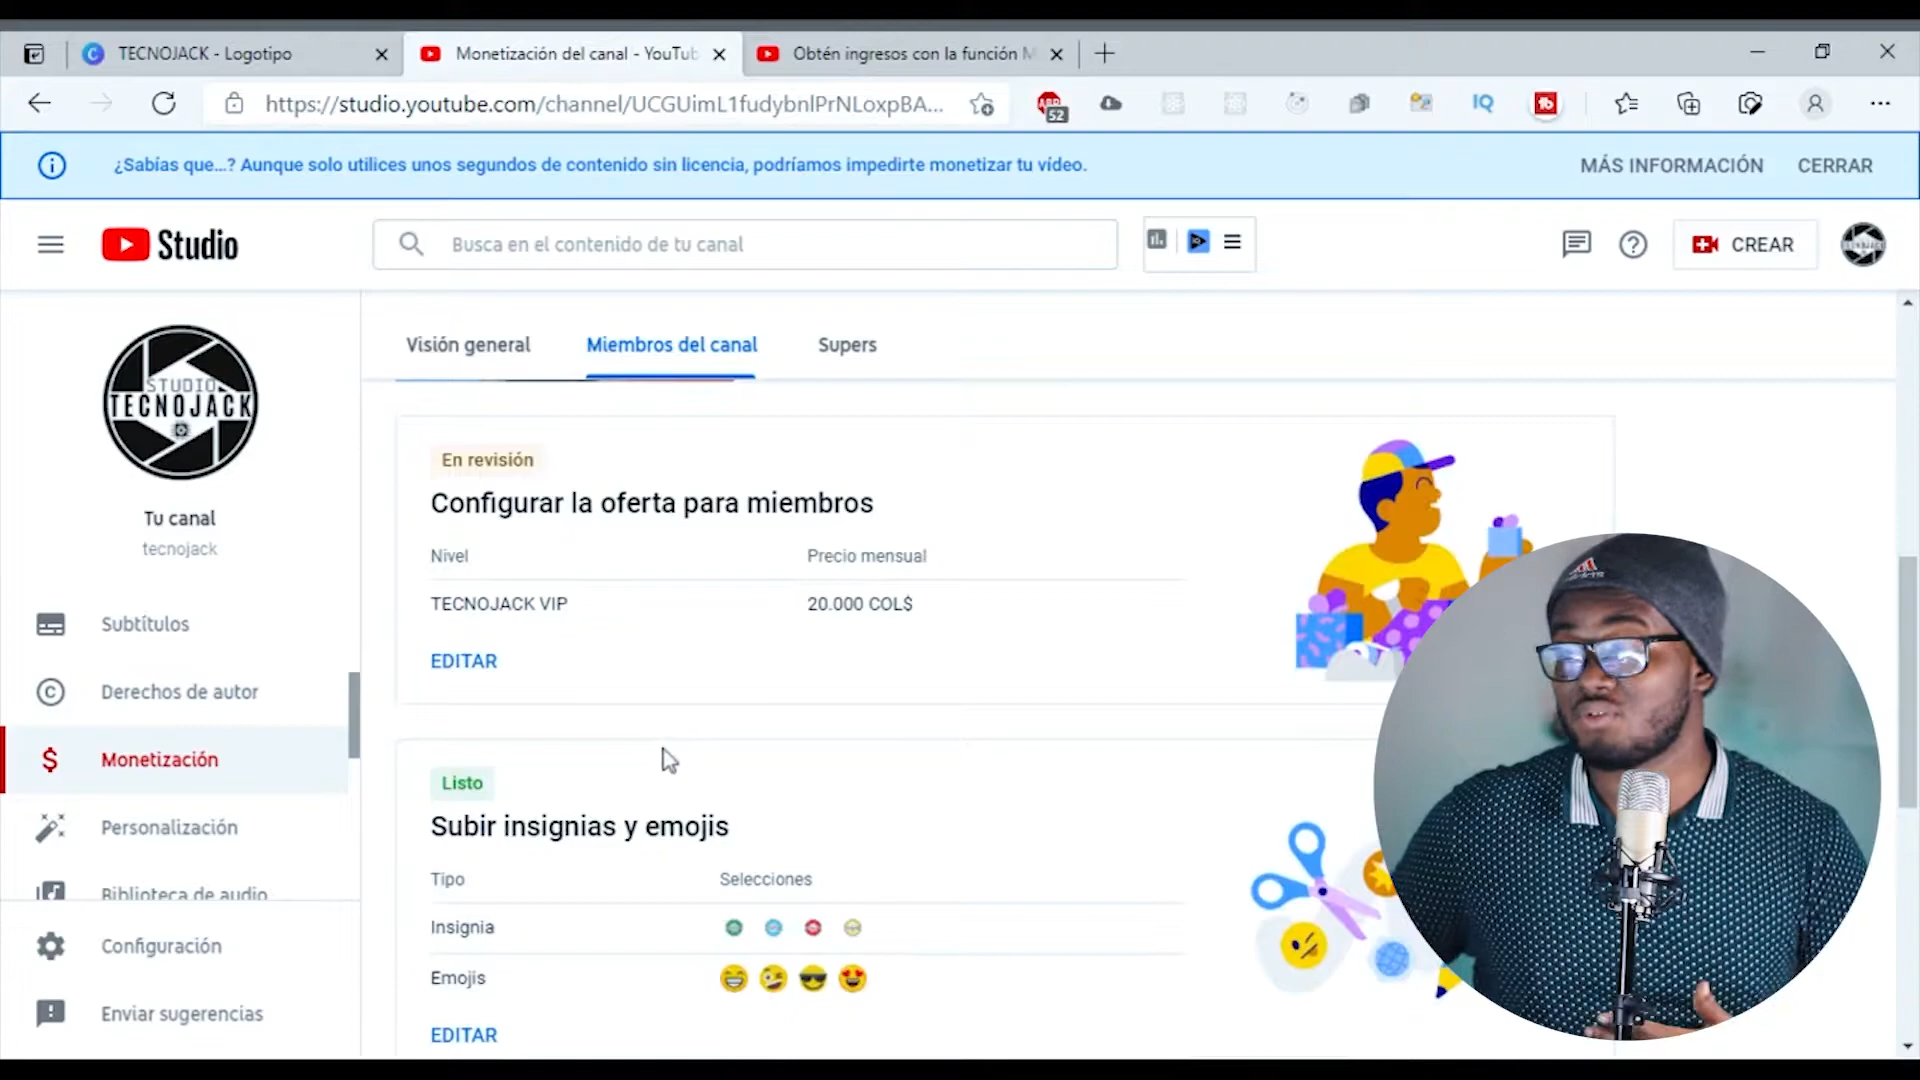 TECNOJACK - Logotipo
Monetización del canal - YouTub
Obtén ingresos con la función M
https://studio.youtube.com/channel/UCGUimL1fudybnlPrNLoxpBA...
52
IQ
¿Sabías que...? Aunque solo utilices unos segundos de contenido sin licencia, podríamos impedirte monetizar tu vídeo.
MÁS INFORMACIÓN
CERRAR
Studio
Busca en el contenido de tu canal
CREAR
STUDIO
TECNOJACK
Tu canal
tecnojack
Subtítulos
Derechos de autor
Monetización
Personalización
Biblioteca de audio
Configuración
Enviar sugerencias
Visión general
Miembros del canal
Supers
En revisión
Configurar la oferta para miembros
Nivel
Precio mensual
TECNOJACK VIP
20.000 COL$
EDITAR
Listo
Subir insignias y emojis
Tipo
Selecciones
Insignia
Emojis
EDITAR